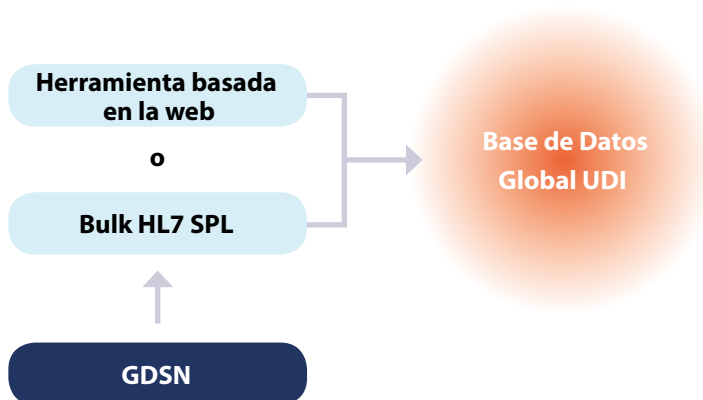 Herramienta basada
en la web
o
Bulk HL7 SPL
GDSN
Base de Datos
Global UDI